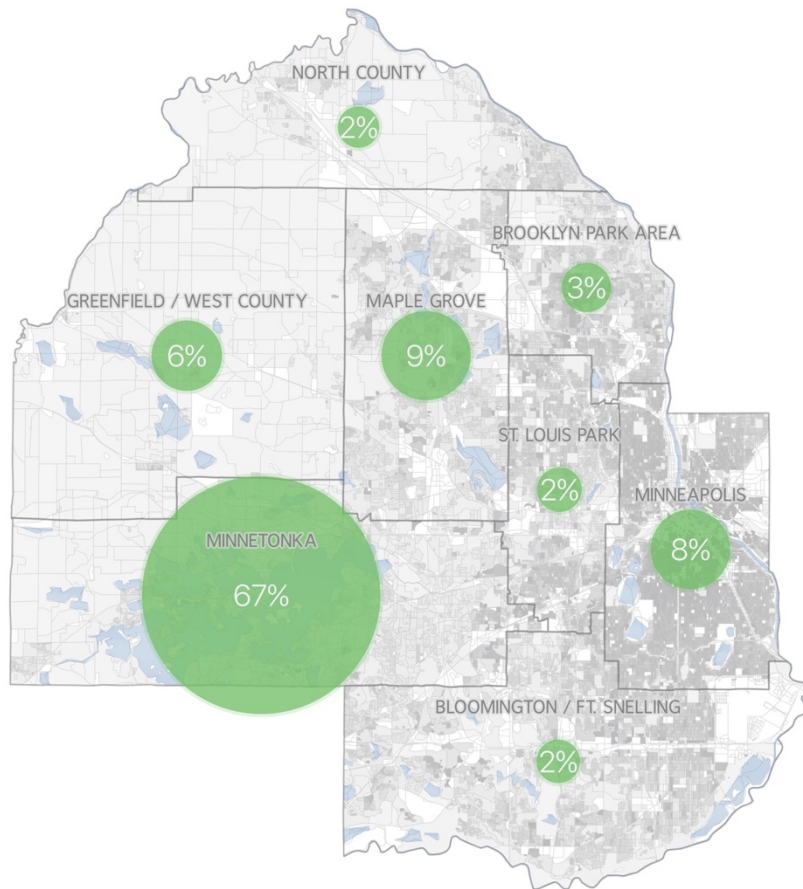 NORTH COUNTY
2%
BROOKLYN PARK AREA
3%
GREENFIELD / WEST COUNTY
6%
MAPLE GROVE
9%
ST. LOUIS PARK
2%
MINNEAPOLIS
8%
MINNETONKA
67%
BLOOMINGTON / FT. SNELLING
2%